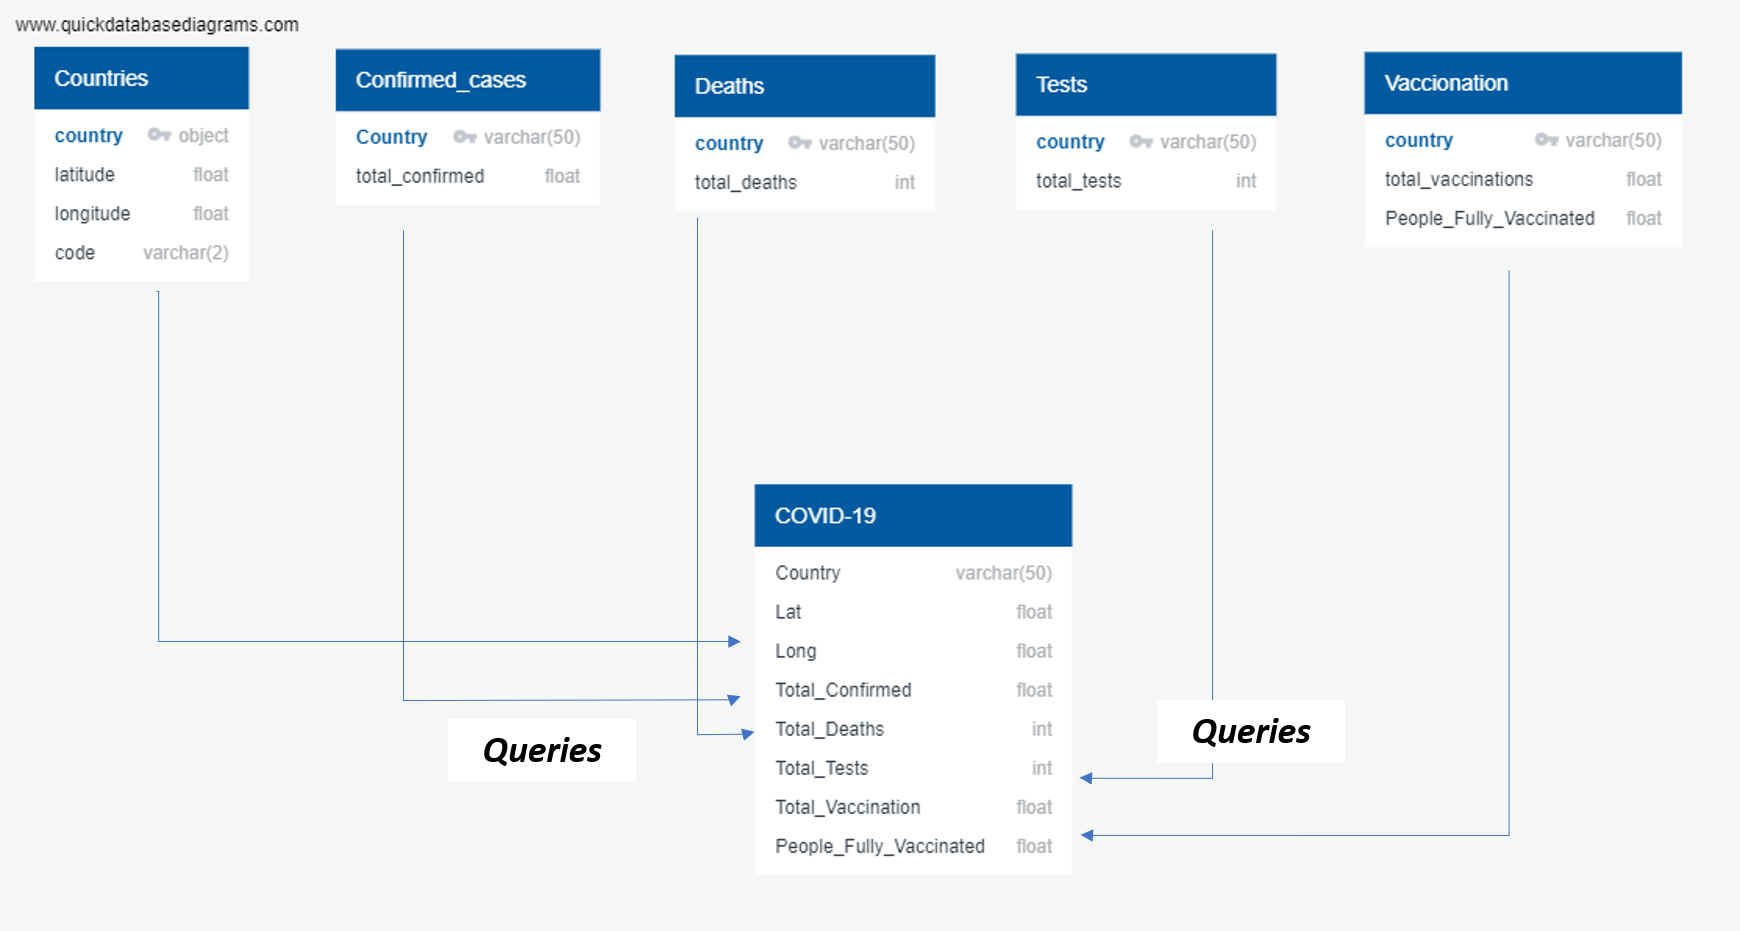 www.quickdatabasediagrams.com
Countries
country object
latitude float
longitude float
code varchar(2)
Confirmed_cases
Country varchar(50)
total_confirmed float
Deaths
country varchar(50)
total_deaths int
Tests
country varchar(50)
total_tests int
Vaccionation
country varchar(50)
total_vaccinations float
People_Fully_Vaccinated float
COVID-19
Country varchar(50)
Lat float
Long float
Total_Confirmed float
Total_Deaths int
Total_Tests int
Total_Vaccination float
People_Fully_Vaccinated float
Queries
Queries